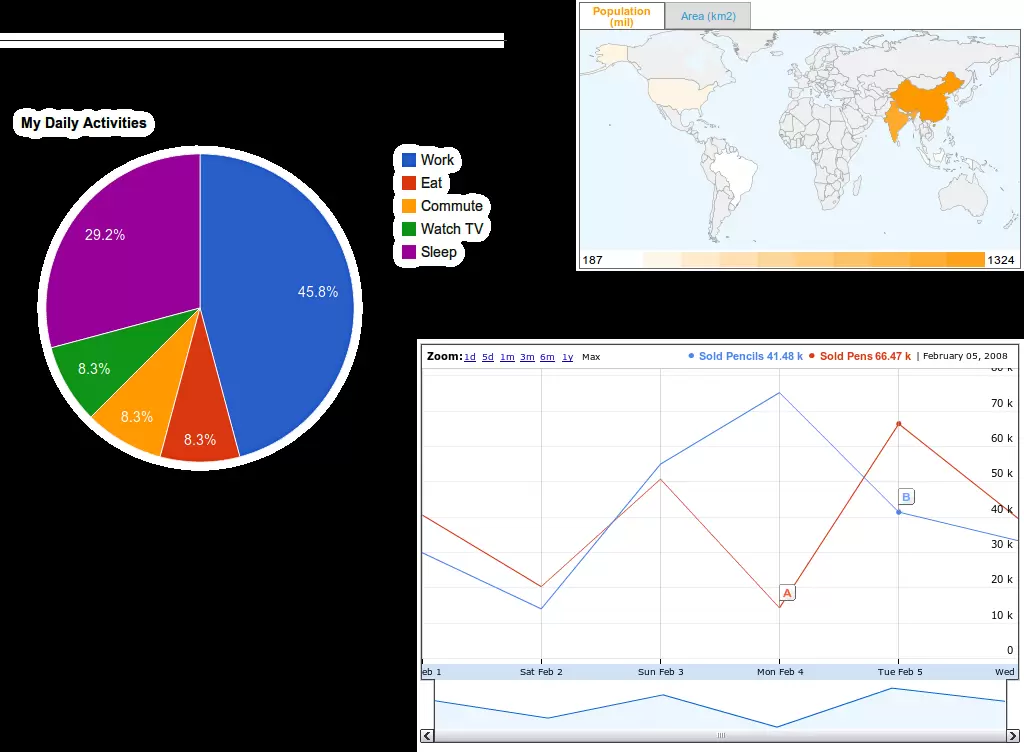 Population
(mil)
Area (km2)
187
1324
My Daily Activities
Work
Eat
Commute
Watch TV
Sleep
29.2%
45.8%
8.3%
8.3%
8.3%
Zoom: 1d 5d 1m 3m 6m 1y Max
Sold Pencils 41.48 k Sold Pens 66.47 k | February 05, 2008
80 k
70 k
60 k
50 k
40 k
30 k
20 k
10 k
0
A
B
eb 1 Sat Feb 2 Sun Feb 3 Mon Feb 4 Tue Feb 5 Wed